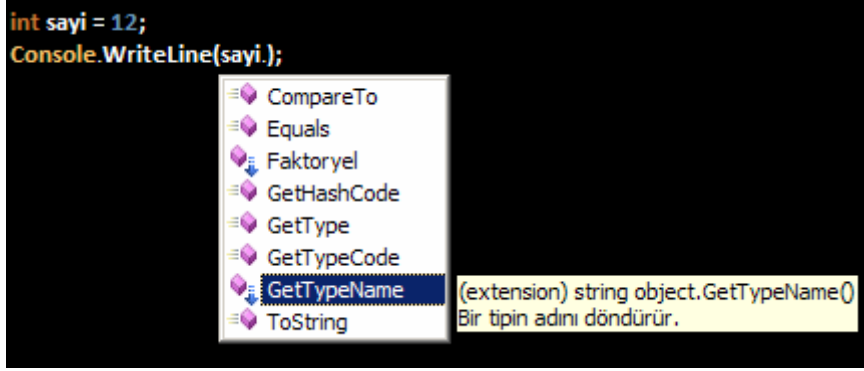 int sayi = 12;
Console.WriteLine(sayi.);
CompareTo
Equals
Faktoryel
GetHashCode
GetType
GetTypeCode
GetTypeName
(extension) string object.GetTypeName()
Bir tipin adını döndürür.
ToString